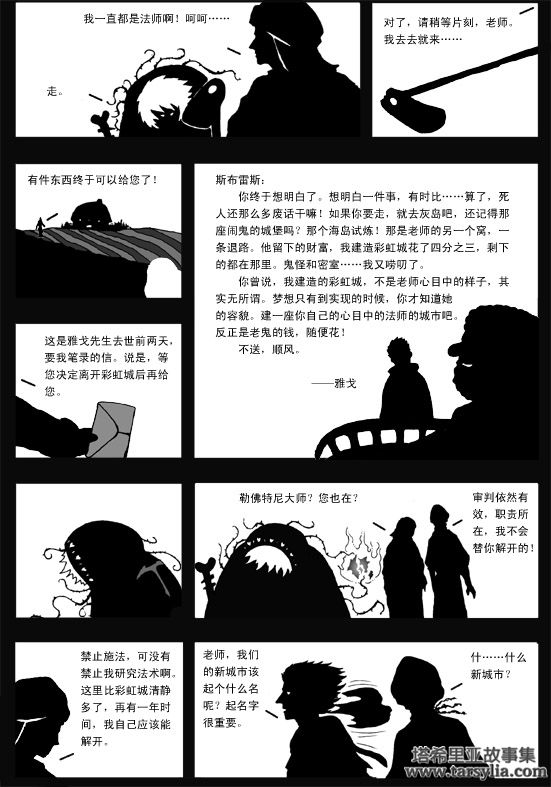 我一直都是法师啊！呵呵……
走。
对了，请稍等片刻，老师。
我去去就来……
有件东西终于可以给您了！
斯布雷斯：
你终于想明白了。想明白一件事，有时比……算了，死
人还那么多废话干嘛！如果你要走，就去灰岛吧，还记得那
座闹鬼的城堡吗？那个海岛试炼！那是老师的另一个窝，一
条退路。他留下的财富，我建造彩虹城花了四分之三，剩下
的都在那里。鬼怪和密室……我又唠叨了。
你曾说，我建造的彩虹城，不是老师心目中的样子，其
实无所谓。梦想只有到实现的时候，你才知道她
的容貌。建一座你自己的心目中的法师的城市吧。
反正是老鬼的钱，随便花！
不送，顺风。
——雅戈
这是雅戈先生去世前两天，
要我笔录的信。说是，等
您决定离开彩虹城后再给
您。
勒佛特尼大师？您也在？
审判依然有
效，职责所
在，我不会
替你解开的！
禁止施法，可没有
禁止我研究法术啊。
这里比彩虹城清静
多了，再有一年时
间，我自己应该能
解开。
老师，我们
的新城市该
起个什么名
呢？起名字
很重要。
什……什么
新城市？
塔希里亚故事集
www.tarsylia.com